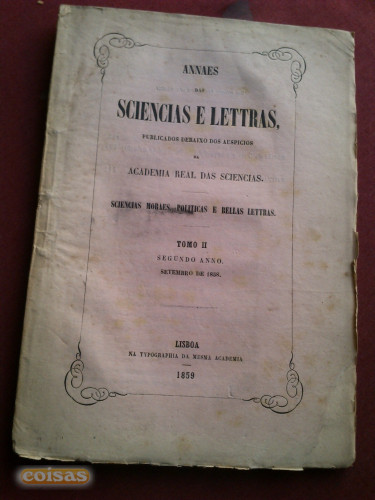 ANNAES
DAS
SCIENCIAS E LETTRAS,
PUBLICADOS DEBAIXO DOS AUSPICIOS
DA
ACADEMIA REAL DAS SCIENCIAS.
SCIENCIAS MORAES, POLITICAS E BELLAS LETTRAS.
TOMO II
SEGUNDO ANNO.
SETEMBRO DE 1858.
LISBOA
NA TYPOGRAPHIA DA MESMA ACADEMIA
1859
coisas